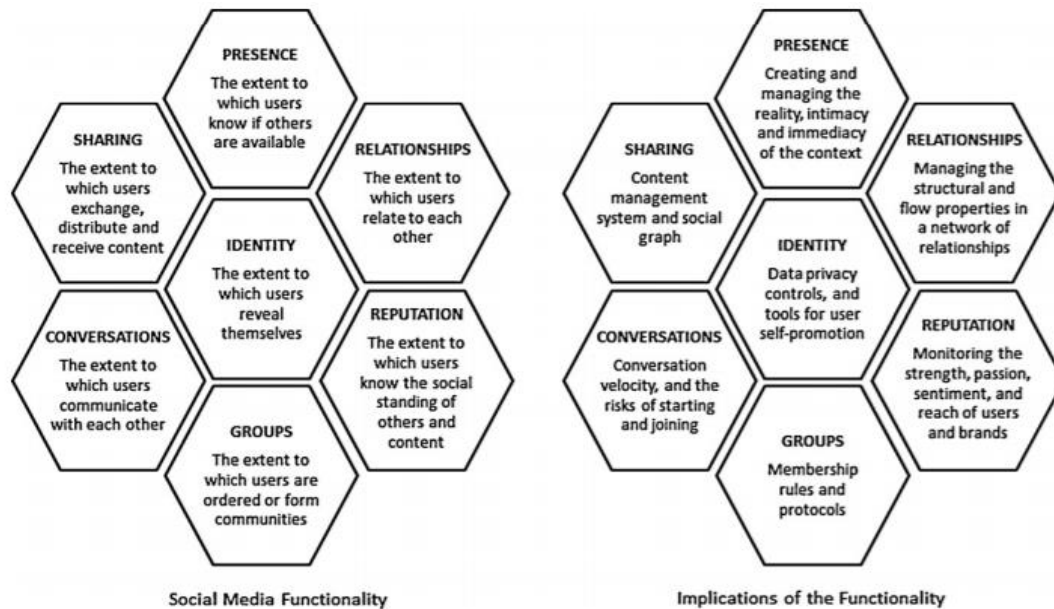 PRESENCE
The extent to
which users
know if others
are available
SHARING
The extent to
which users
exchange,
distribute and
receive content
RELATIONSHIPS
The extent to
which users
relate to each
other
IDENTITY
The extent to
which users
reveal
themselves
CONVERSATIONS
The extent to
which users
communicate
with each other
REPUTATION
The extent to
which users
know the social
standing of
others and
content
GROUPS
The extent to
which users are
ordered or form
communities
Social Media Functionality
PRESENCE
Creating and
managing the
reality, intimacy
and immediacy
of the context
SHARING
Content
management
system and social
graph
RELATIONSHIPS
Managing the
structural and
flow properties in
a network of
relationships
IDENTITY
Data privacy
controls, and
tools for user
self-promotion
CONVERSATIONS
Conversation
velocity, and the
risks of starting
and joining
REPUTATION
Monitoring the
strength, passion,
sentiment, and
reach of users
and brands
GROUPS
Membership
rules and
protocols
Implications of the Functionality